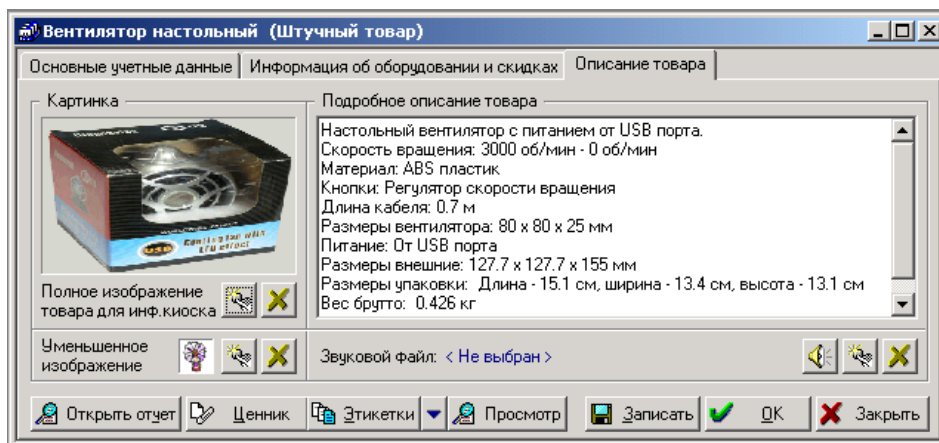 Вентилятор настольный (Штучный товар)
Основные учетные данные
Информация об оборудовании и скидках
Описание товара
Картинка
USB
Полное изображение
товара для инф.киоска
Уменьшенное
изображение
Подробное описание товара
Настольный вентилятор с питанием от USB порта.
Скорость вращения: 3000 об/мин - 0 об/мин
Материал: ABS пластик
Кнопки: Регулятор скорости вращения
Длина кабеля: 0.7 м
Размеры вентилятора: 80 x 80 x 25 мм
Питание: От USB порта
Размеры внешние: 127.7 x 127.7 x 155 мм
Размеры упаковки: Длина - 15.1 см, ширина - 13.4 см, высота - 13.1 см
Вес брутто: 0.426 кг
Звуковой файл: < Не выбран >
Открыть отчет
Ценник
Этикетки
Просмотр
Записать
OK
Закрыть